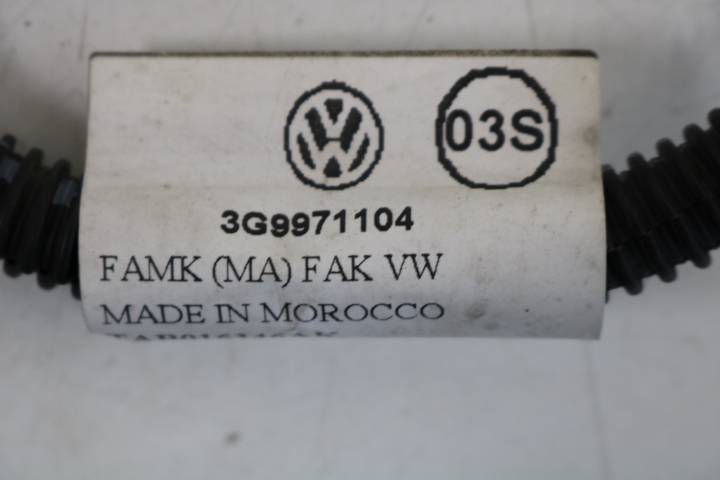 03S
3G9971104
FAMK (MA) FAK VW
MADE IN MOROCCO